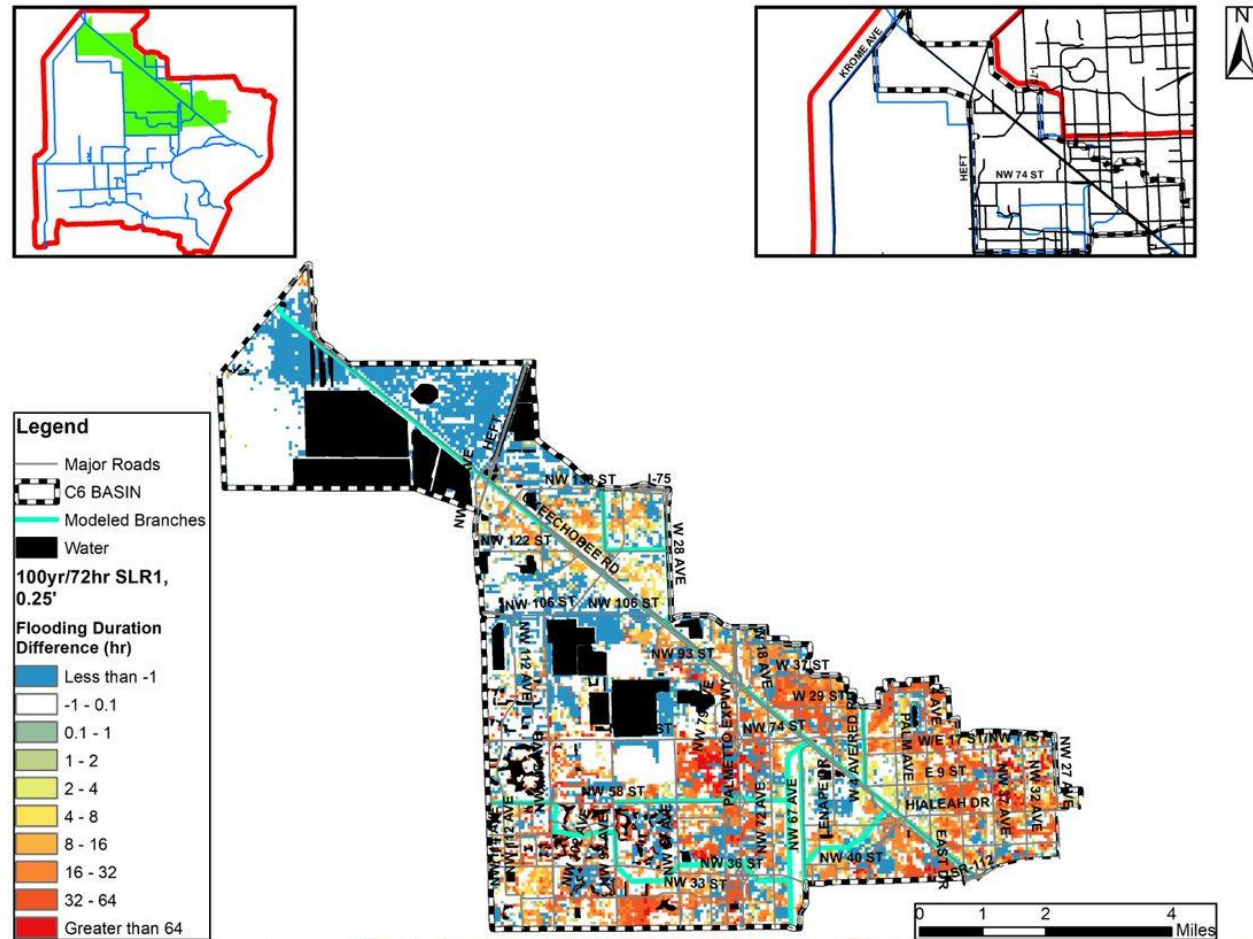 N
KROME AVE
I-75
HEFT
NW 74 ST
HEFT
NW 138 ST
I-75
OKEECHOBEE RD
NW 122 ST
W 28 AVE
NW 106 ST
NW 106 ST
NW 112 AVE
NW 93 ST
W 18 AVE
W 37 ST
W 29 ST
PALMETTO EXPWY
NW 74 ST
W 4 AVE/RED RD
PALM AVE
E 9 ST
NW 37 AVE
NW 32 AVE
NW 27 AVE
NW 58 ST
NW 72 AVE
NW 67 AVE
LENAPE DR
HIALEAH DR
NW 36 ST
NW 33 ST
NW 40 ST
EAST DR
SR-112
Legend
Major Roads
C6 BASIN
Modeled Branches
Water
100yr/72hr SLR1,
0.25'
Flooding Duration
Difference (hr)
Less than -1
-1 - 0.1
0.1 - 1
1 - 2
2 - 4
4 - 8
8 - 16
16 - 32
32 - 64
Greater than 64
0 1 2 4
Miles